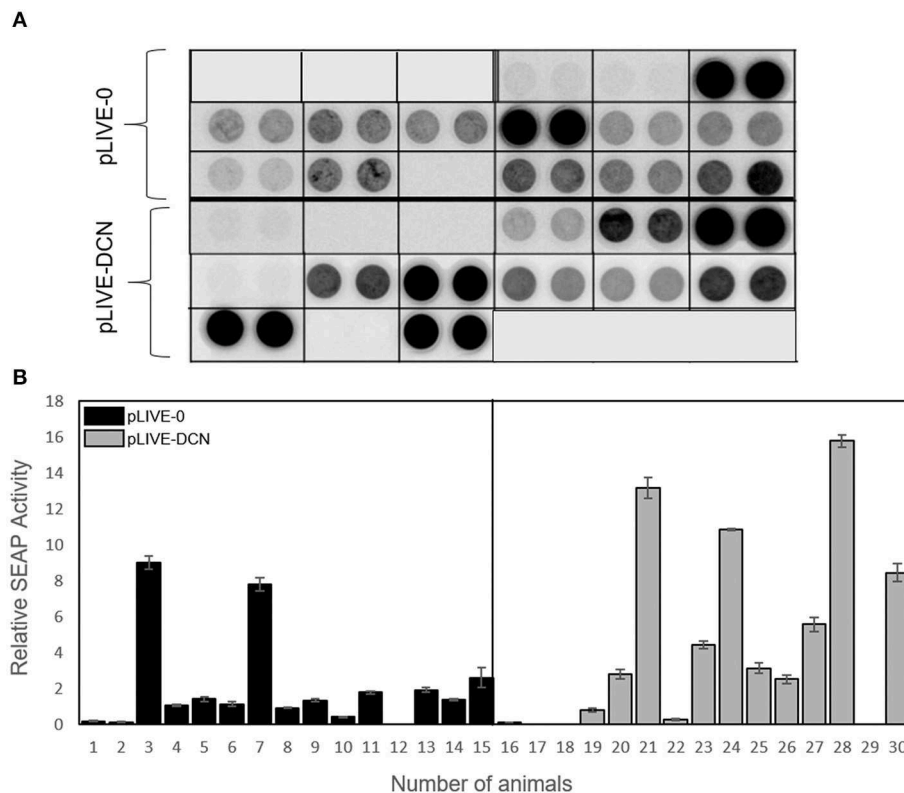 A
pLIVE-0
pLIVE-DCN
B
18
16
14
12
10
8
6
4
2
0
Relative SEAP Activity
pLIVE-0
pLIVE-DCN
1 2 3 4 5 6 7 8 9 10 11 12 13 14 15 16 17 18 19 20 21 22 23 24 25 26 27 28 29 30
Number of animals